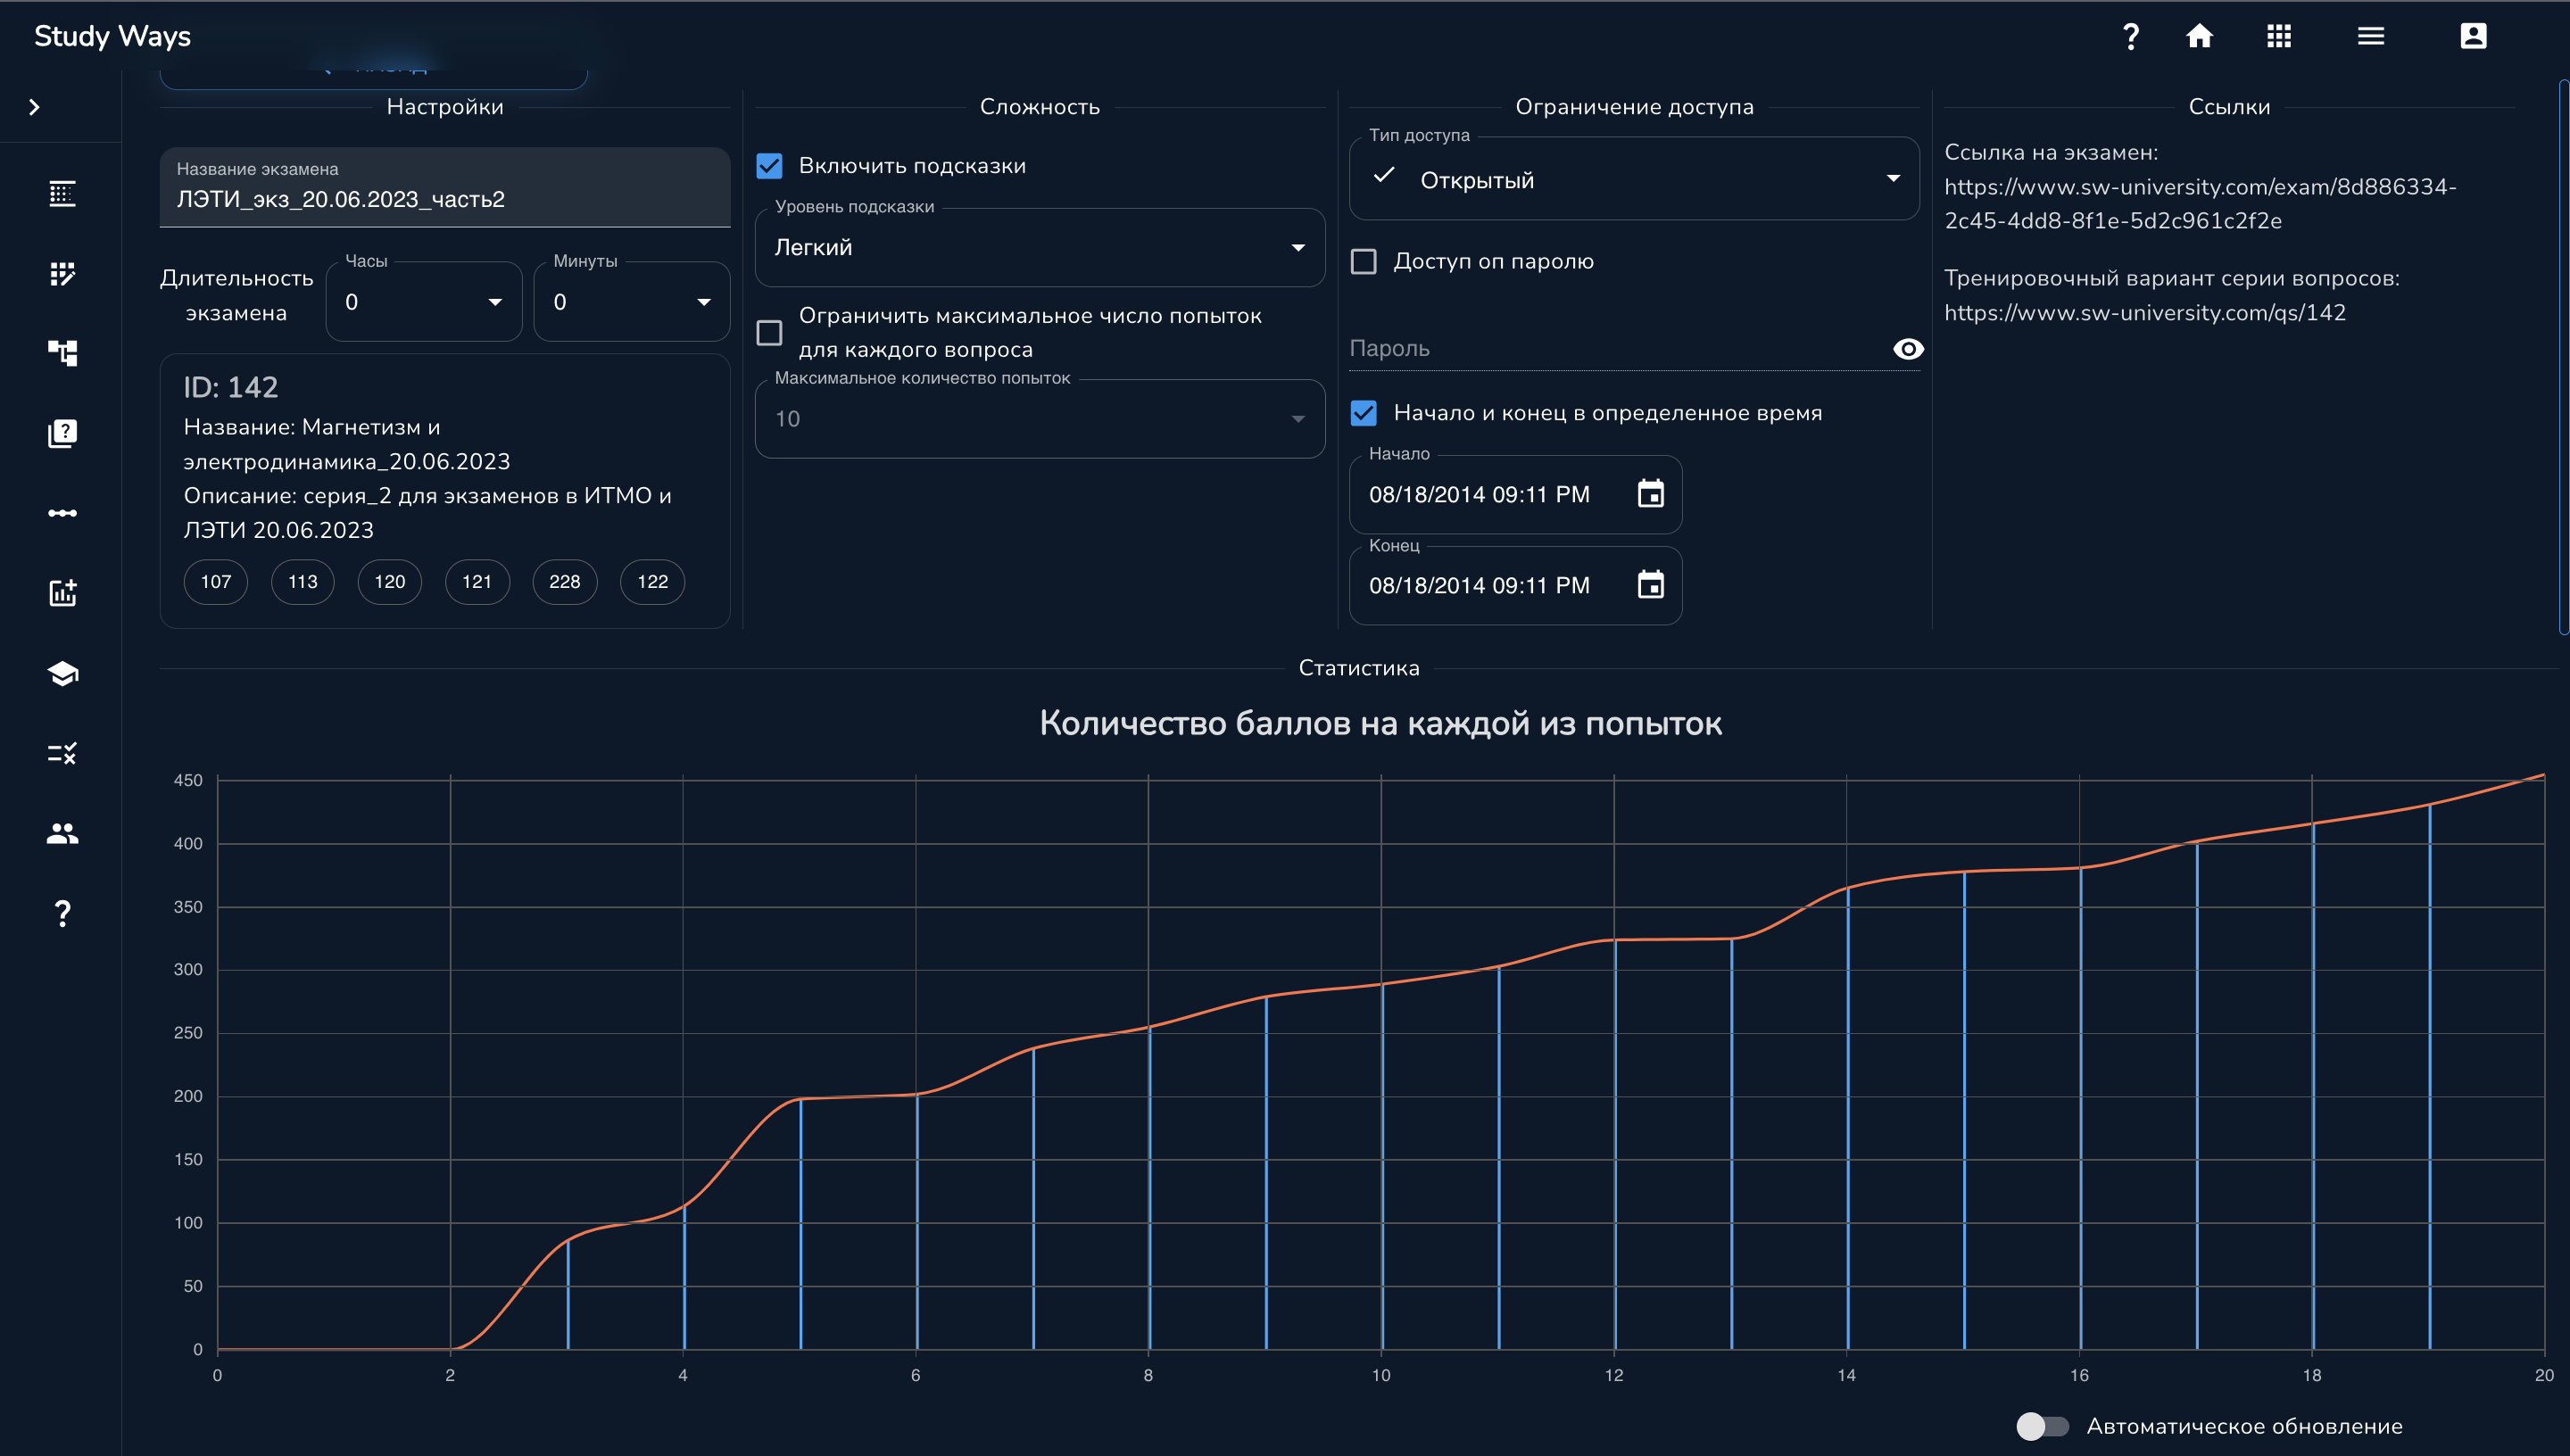 Study Ways
Настройки
Название экзамена
ЛЭТИ_экз_20.06.2023_часть2
Длительность
экзамена
Часы
0
Минуты
0
ID: 142
Название: Магнетизм и
электродинамика_20.06.2023
Описание: серия_2 для экзаменов в ИТМО и
ЛЭТИ 20.06.2023
107 113 120 121 228 122
Сложность
Включить подсказки
Уровень подсказки
Легкий
Ограничить максимальное число попыток
для каждого вопроса
Максимальное количество попыток
10
Ограничение доступа
Тип доступа
Открытый
Доступ оп паролю
Пароль
Начало и конец в определенное время
Начало
08/18/2014 09:11 PM
Конец
08/18/2014 09:11 PM
Ссылки
Ссылка на экзамен:
https://www.sw-university.com/exam/8d886334-
2c45-4dd8-8f1e-5d2c961c2f2e
Тренировочный вариант серии вопросов:
https://www.sw-university.com/qs/142
Статистика
Количество баллов на каждой из попыток
450
400
350
300
250
200
150
100
50
0
0 2 4 6 8 10 12 14 16 18 20
Автоматическое обновление